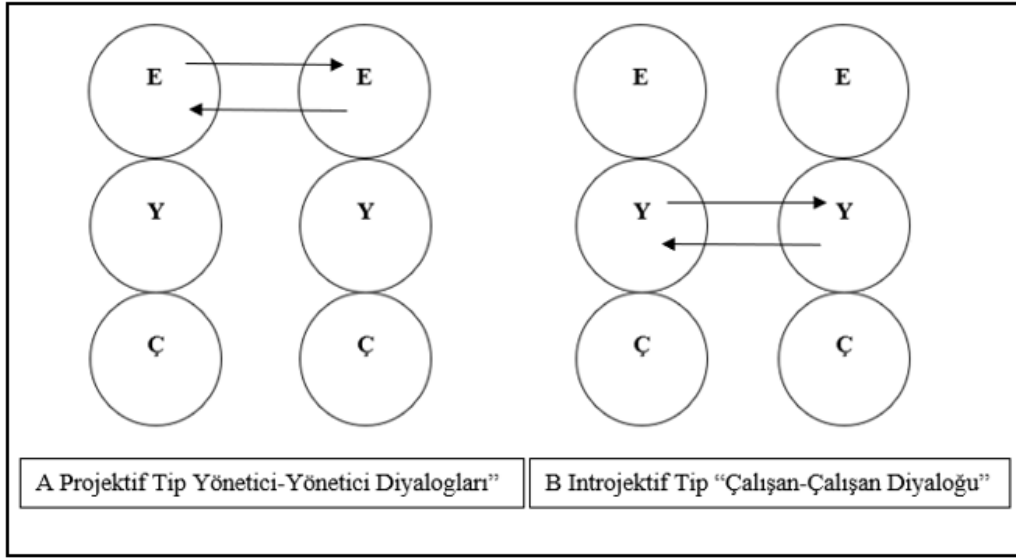 E E E E
Y Y Y Y
Ç Ç Ç Ç
A Projektif Tip Yönetici-Yönetici Diyalogları”
B Introjektif Tip “Çalışan-Çalışan Diyaloğu”